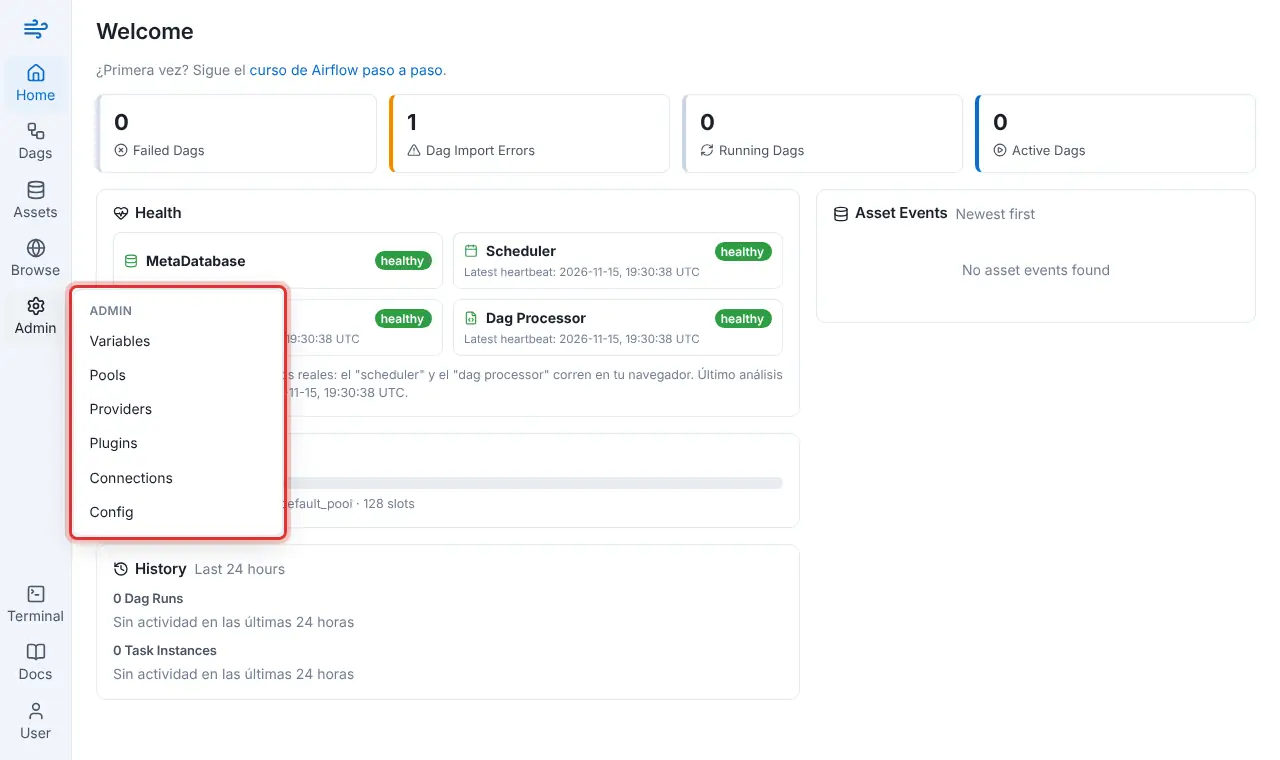 Welcome
¿Primera vez? Sigue el curso de Airflow paso a paso.
Home
Dags
Assets
Browse
Admin
Terminal
Docs
User
0
Failed Dags
1
Dag Import Errors
0
Running Dags
0
Active Dags
Health
MetaDatabase
healthy
Scheduler
healthy
Latest heartbeat: 2026-11-15, 19:30:38 UTC
healthy
19:30:38 UTC
Dag Processor
healthy
Latest heartbeat: 2026-11-15, 19:30:38 UTC
reales: el "scheduler" y el "dag processor" corren en tu navegador. Último análisis
11-15, 19:30:38 UTC.
ADMIN
Variables
Pools
Providers
Plugins
Connections
Config
default_pool · 128 slots
History
Last 24 hours
0 Dag Runs
Sin actividad en las últimas 24 horas
0 Task Instances
Sin actividad en las últimas 24 horas
Asset Events
Newest first
No asset events found